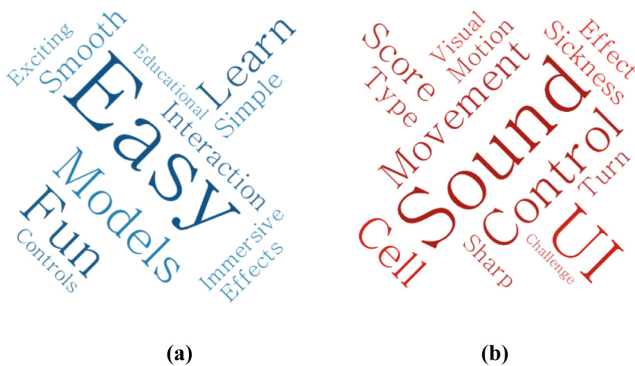 Exciting
Smooth
Educational
Learn
Easy
Interaction
Simple
Models
Fun
Controls
Immersive
Effects
Score
Type
Visual
Motion
Effect
Sickness
Movement
Sound
Control
Turn
Cell
Sharp
Challenge
UI
(a)
(b)